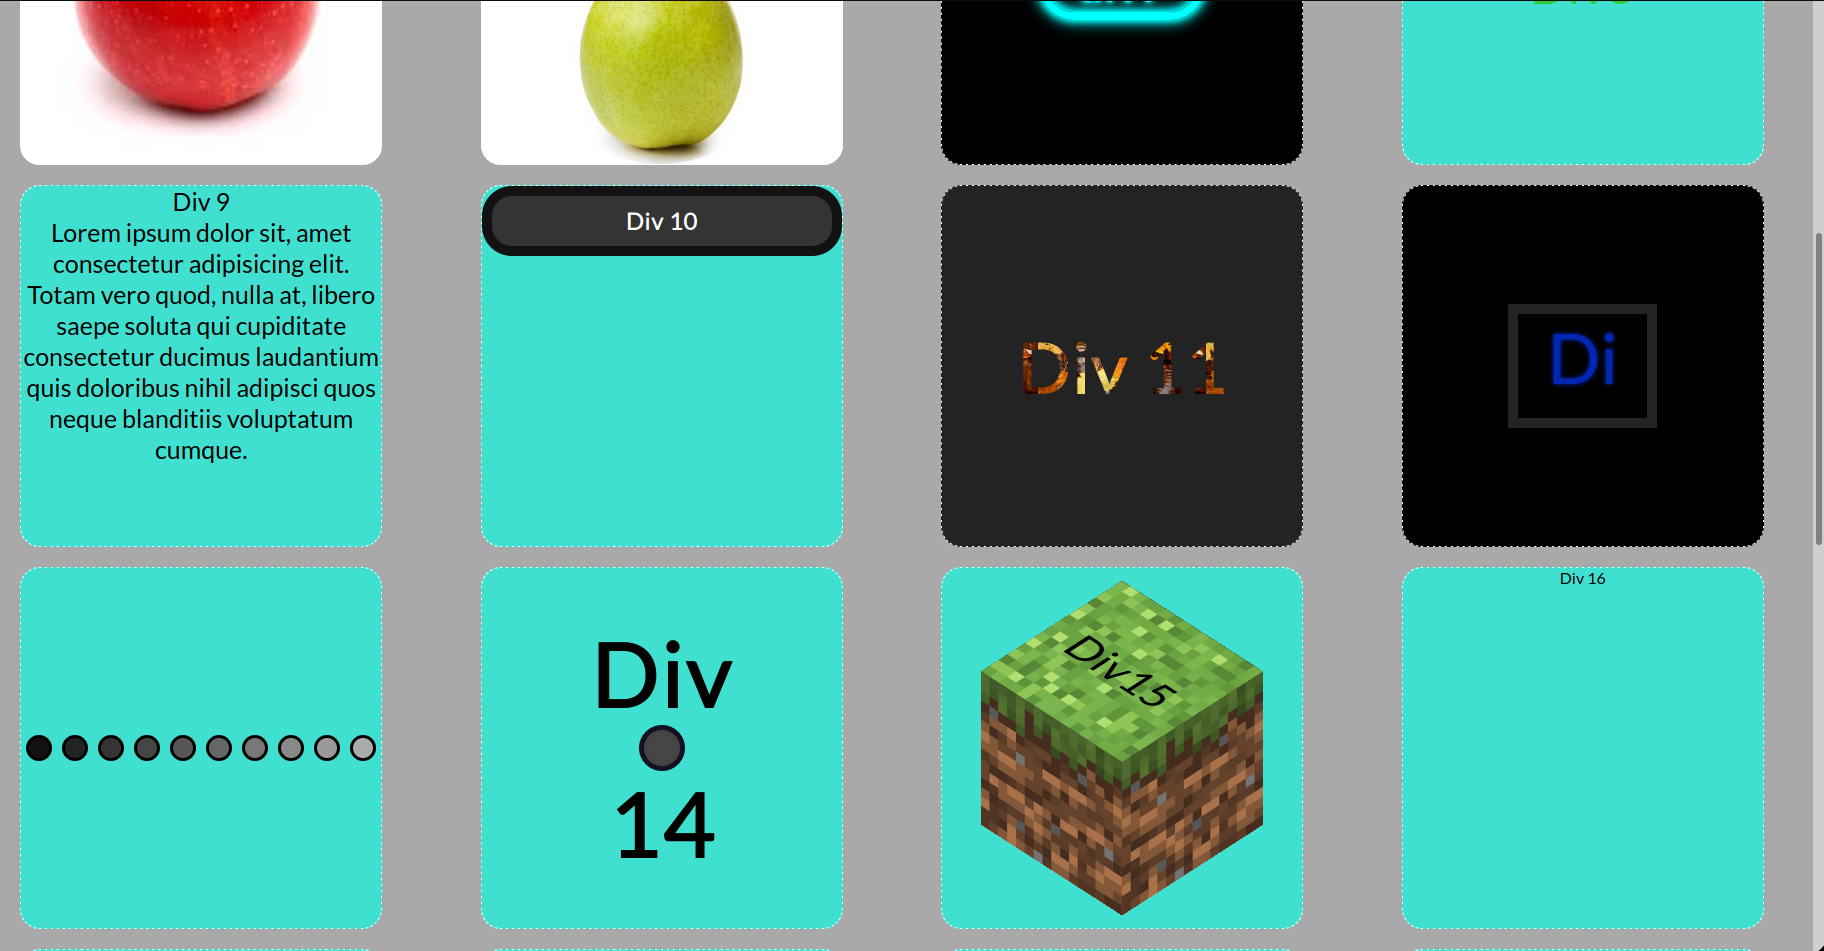 Div 9
Lorem ipsum dolor sit, amet
consectetur adipisicing elit.
Totam vero quod, nulla at, libero
saepe soluta qui cupiditate
consectetur ducimus laudantium
quis doloribus nihil adipisci quos
neque blanditiis voluptatum
cumque.
Div 10
Div 11
Di
Div
14
Div15
Div 16